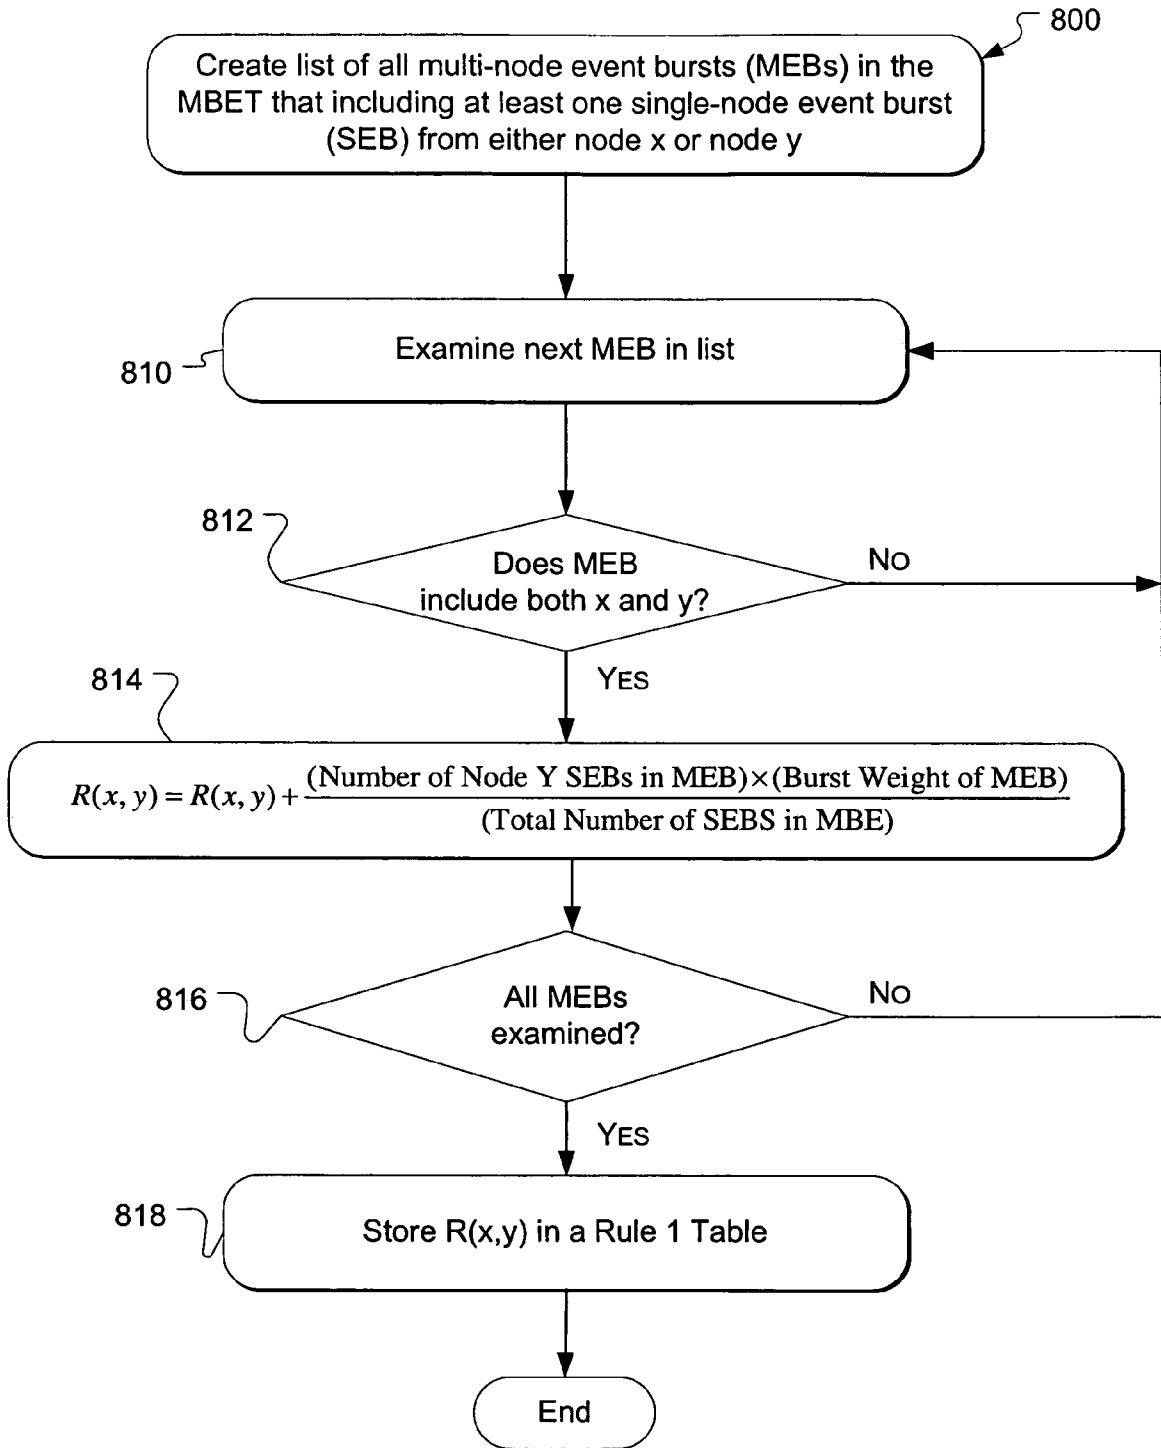 800
Create list of all multi-node event bursts (MEBs) in the
MBET that including at least one single-node event burst
(SEB) from either node x or node y
Examine next MEB in list
810
812
Does MEB
include both x and y?
NO
YES
814
R(x, y) = R(x, y) + (Number of Node Y SEBs in MEB)×(Burst Weight of MEB)
(Total Number of SEBS in MBE)
816
All MEBs
examined?
NO
YES
818
Store R(x,y) in a Rule 1 Table
End